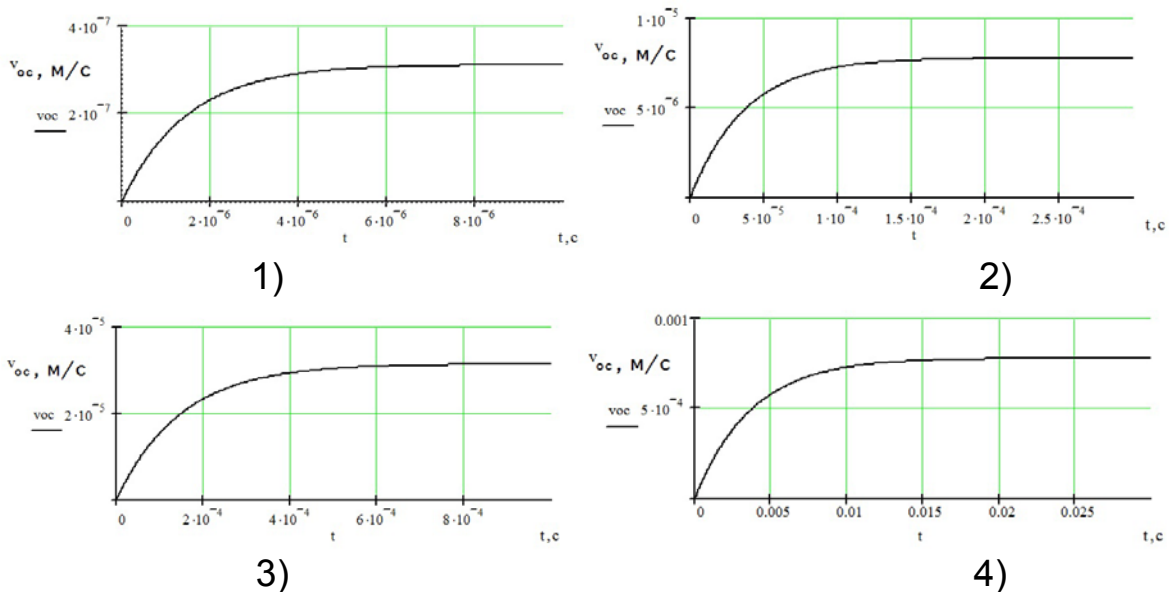 4·10⁻⁷
v_oc, М/С
voc 2·10⁻⁷
0 2·10⁻⁶ 4·10⁻⁶ 6·10⁻⁶ 8·10⁻⁶
t t,c
1)
1·10⁻⁵
v_oc, М/С
voc 5·10⁻⁶
0 5·10⁻⁵ 1·10⁻⁴ 1.5·10⁻⁴ 2·10⁻⁴ 2.5·10⁻⁴
t t,c
2)
4·10⁻⁵
v_oc, М/С
voc 2·10⁻⁵
0 2·10⁻⁴ 4·10⁻⁴ 6·10⁻⁴ 8·10⁻⁴
t t,c
3)
0.001
v_oc, М/С
voc 5·10⁻⁴
0 0.005 0.01 0.015 0.02 0.025
t t,c
4)